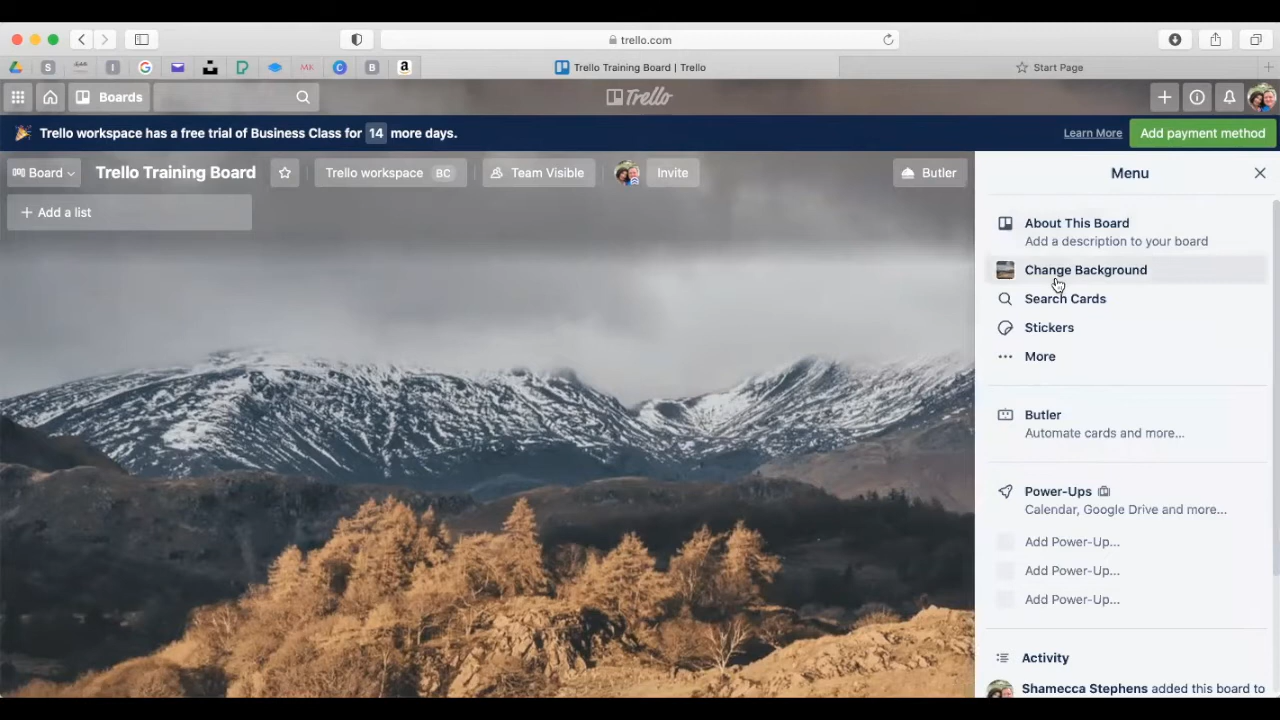 trello.com
S
I
MK
C
B
a
Trello Training Board | Trello
Start Page
Boards
Trello
Trello workspace has a free trial of Business Class for 14 more days.
Learn More
Add payment method
Board
Trello Training Board
Trello workspace BC
Team Visible
Invite
Butler
+ Add a list
Menu
About This Board
Add a description to your board
Change Background
Search Cards
Stickers
More
Butler
Automate cards and more...
Power-Ups
Calendar, Google Drive and more...
Add Power-Up...
Add Power-Up...
Add Power-Up...
Activity
Shamecca Stephens added this board to